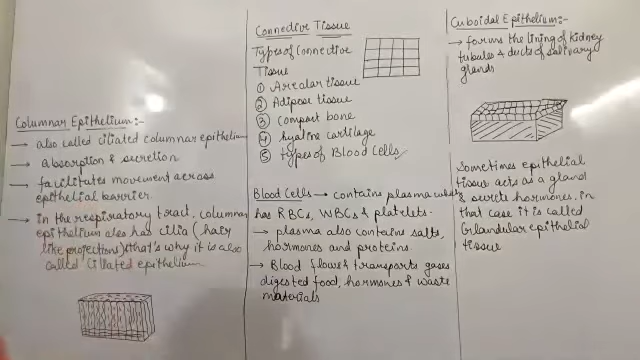 Columnar Epithelium:-
→ also called ciliated columnar epithelium
→ absorption & secretion
→ facilitates movement across
epithelial barrier.
→ in the respiratory tract, columnar
epithelium also has cilia (hair
like projections) that's why it is also
called Ciliated epithelium
Connective Tissue
Types of Connective
Tissue
① Areolar tissue
② Adipose tissue
③ compact bone
④ hyaline cartilage
⑤ types of Blood Cells
Blood Cells → contains plasma which
has RBCs, WBCs & platelets.
→ plasma also contains salts,
hormones and proteins.
→ Blood flows & transports gases
digested food, hormones & waste
materials
Cuboidal Epithelium:-
→ forms the lining of kidney
tubules & ducts of salivary
glands
Sometimes epithelial
tissue acts as a gland
& secrets hormones. in
that case it is called
Glandular epithelial
tissue